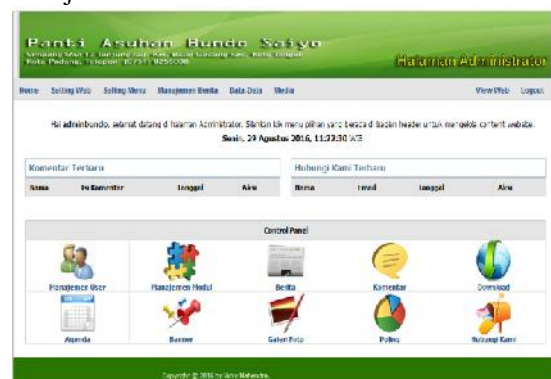 Panti Asuhan Bundo Saiyo
Kota Padang, Telepon (0751)
Halaman Administrator
Home Setting Web Setting Menu Manajemen Berita Data-Data Media View Web Logout
Hai adminbundo, selamat datang di halaman Administrator. Silahkan klik menu pilihan yang berada di bagian header untuk mengelola content website.
Senin, 29 Agustus 2016, 11:22:30 WIB
Komentar Terbaru Hubungi Kami Terbaru
Nama Isi Komentar Tanggal Aksi Nama Email Tanggal Aksi
Control Panel
Manajemen User Manajemen Modul Berita Komentar Download
Agenda Banner Galeri Foto Poling Hubungi Kami
Copyright © 2016 by